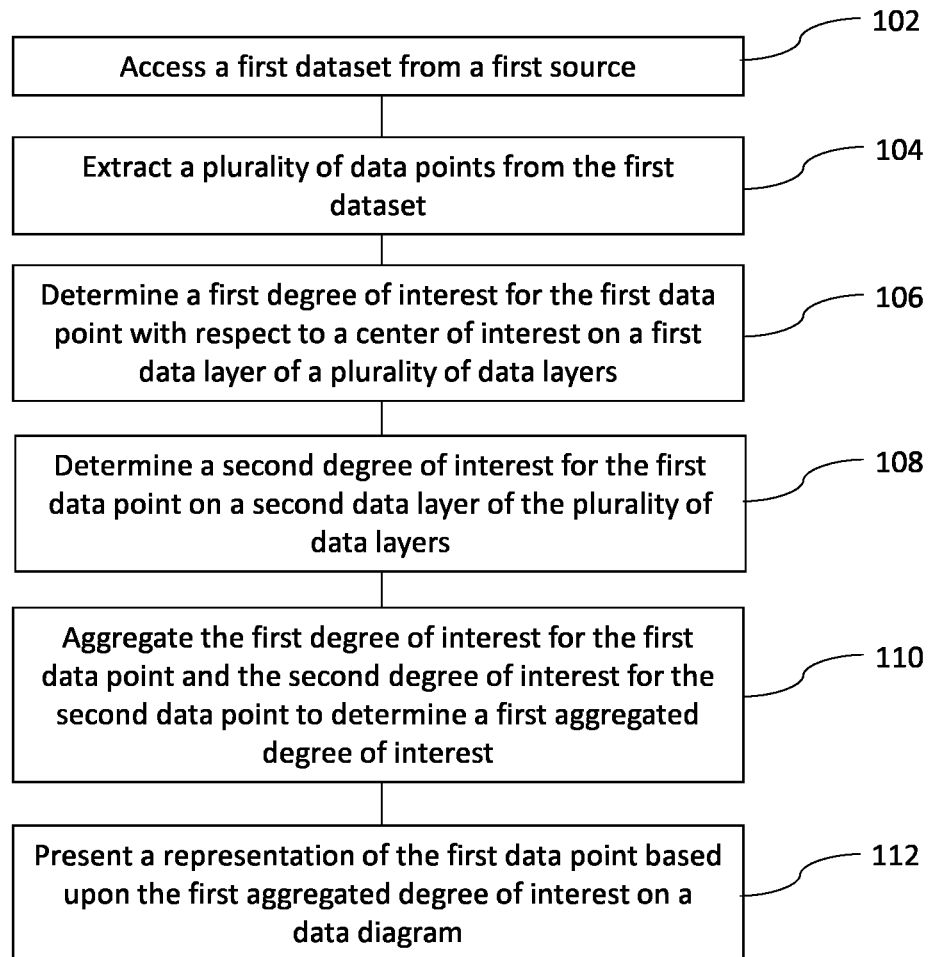 102
Access a first dataset from a first source
104
Extract a plurality of data points from the first
dataset
106
Determine a first degree of interest for the first data
point with respect to a center of interest on a first
data layer of a plurality of data layers
108
Determine a second degree of interest for the first
data point on a second data layer of the plurality of
data layers
110
Aggregate the first degree of interest for the first
data point and the second degree of interest for the
second data point to determine a first aggregated
degree of interest
112
Present a representation of the first data point based
upon the first aggregated degree of interest on a
data diagram